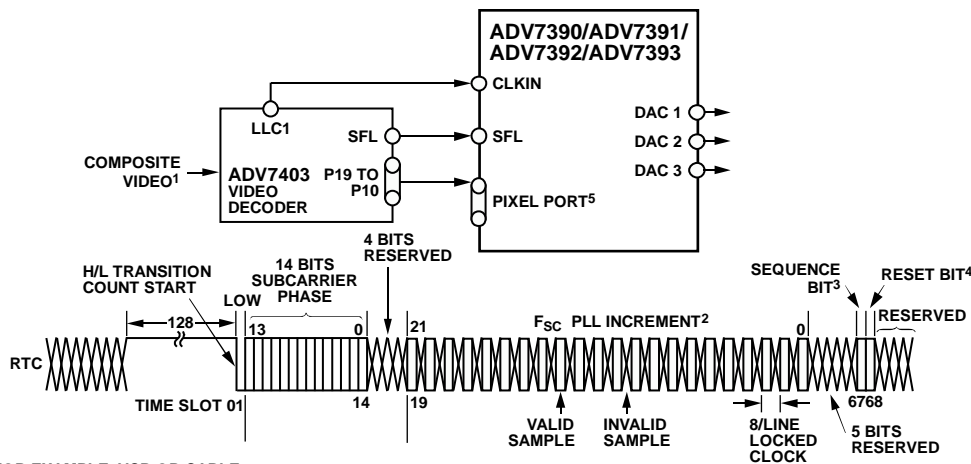 ADV7390/ADV7391/
ADV7392/ADV7393
CLKIN
LLC1
DAC 1
SFL
SFL
DAC 2
COMPOSITE
VIDEO1
ADV7403
VIDEO
DECODER
P19 TO
P10
DAC 3
PIXEL PORT5
H/L TRANSITION
COUNT START
LOW
14 BITS
SUBCARRIER
PHASE
4 BITS
RESERVED
SEQUENCE
BIT3
RESET BIT4
RESERVED
128
13
0
21
FSC PLL INCREMENT2
0
RTC
TIME SLOT 01
14
19
VALID
SAMPLE
INVALID
SAMPLE
8/LINE
LOCKED
CLOCK
6768
5 BITS
RESERVED